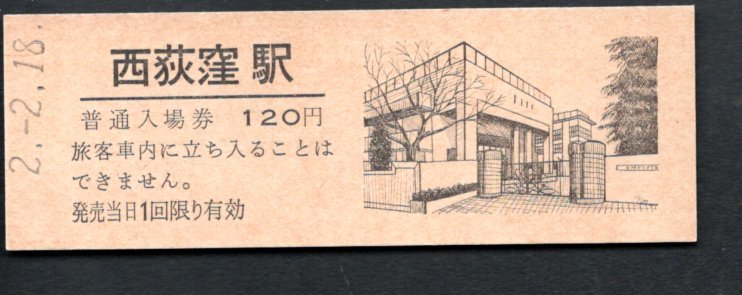 2.-2.18.
西荻窪駅
普通入場券 120円
旅客車内に立ち入ることは
できません。
発売当日1回限り有効